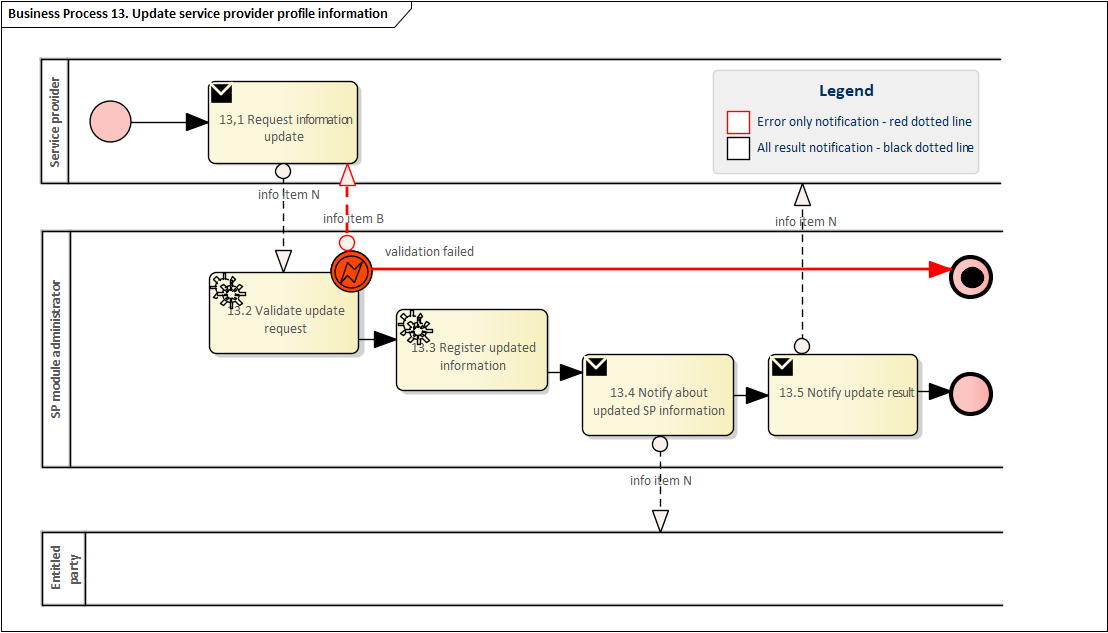 Business Process 13. Update service provider profile information
Service provider
13,1 Request information
update
Legend
Error only notification - red dotted line
All result notification - black dotted line
info item N
info item B
info item N
SP module administrator
validation failed
13.2 Validate update
request
13.3 Register updated
information
13.4 Notify about
updated SP information
13.5 Notify update result
info item N
Entitled
party